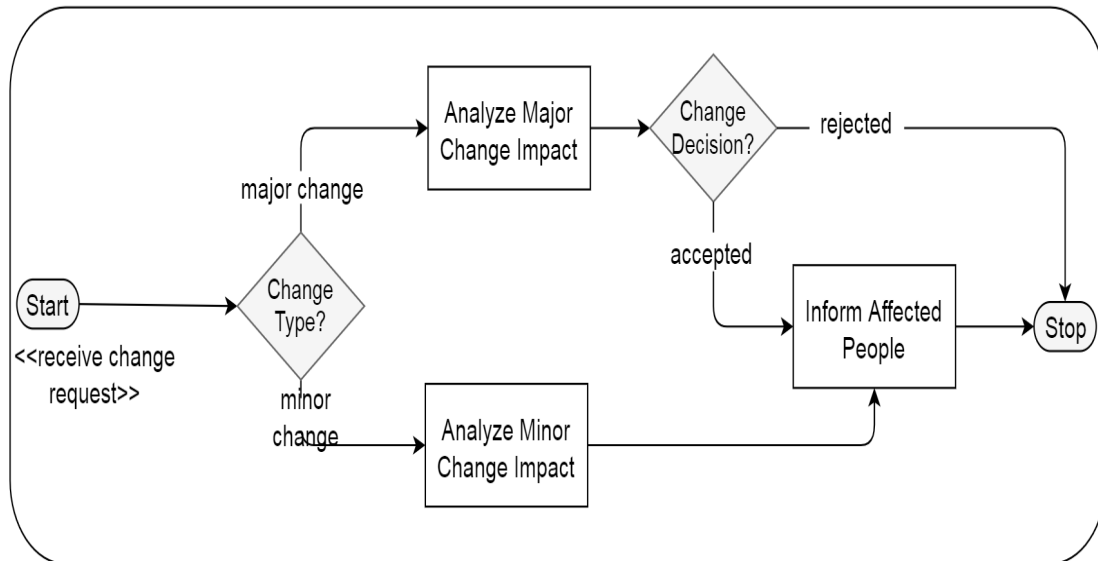 Analyze Major
Change Impact
Change
Decision?
rejected
major change
accepted
Start
Change
Type?
Inform Affected
People
Stop
<<receive change
request>>
minor
change
Analyze Minor
Change Impact